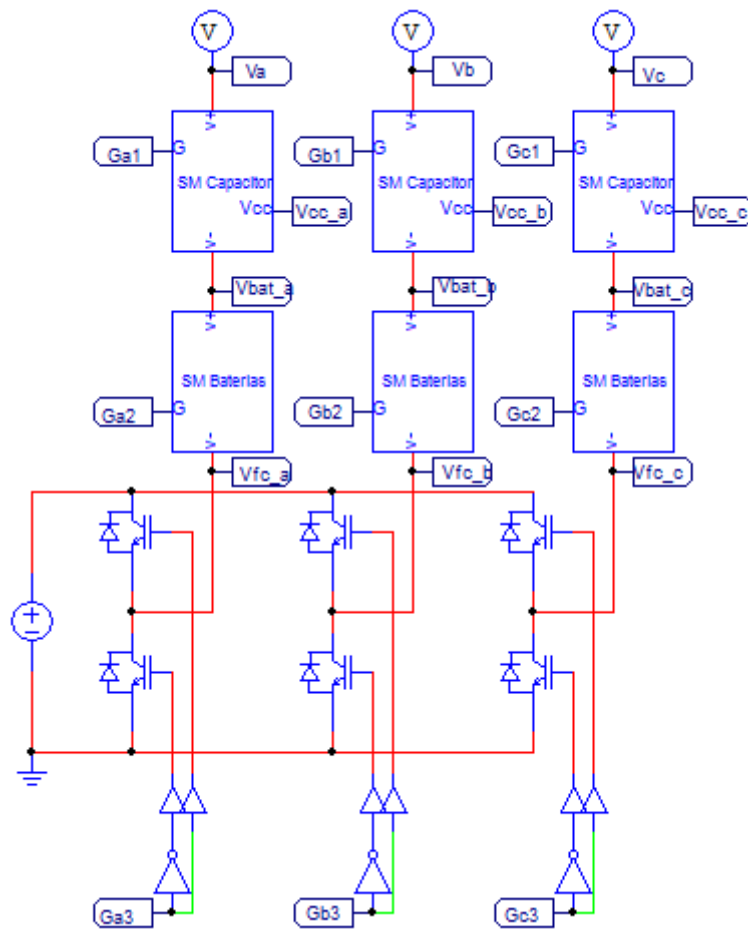 V V V
Va Vb Vc
Ga1 G SM Capacitor Vcc Vcc_a
Gb1 G SM Capacitor Vcc Vcc_b
Gc1 G SM Capacitor Vcc Vcc_c
Vbat_a Vbat_b Vbat_c
Ga2 G SM Baterias
Gb2 G SM Baterias
Gc2 G SM Baterias
Vfc_a Vfc_b Vfc_c
Ga3 Gb3 Gc3